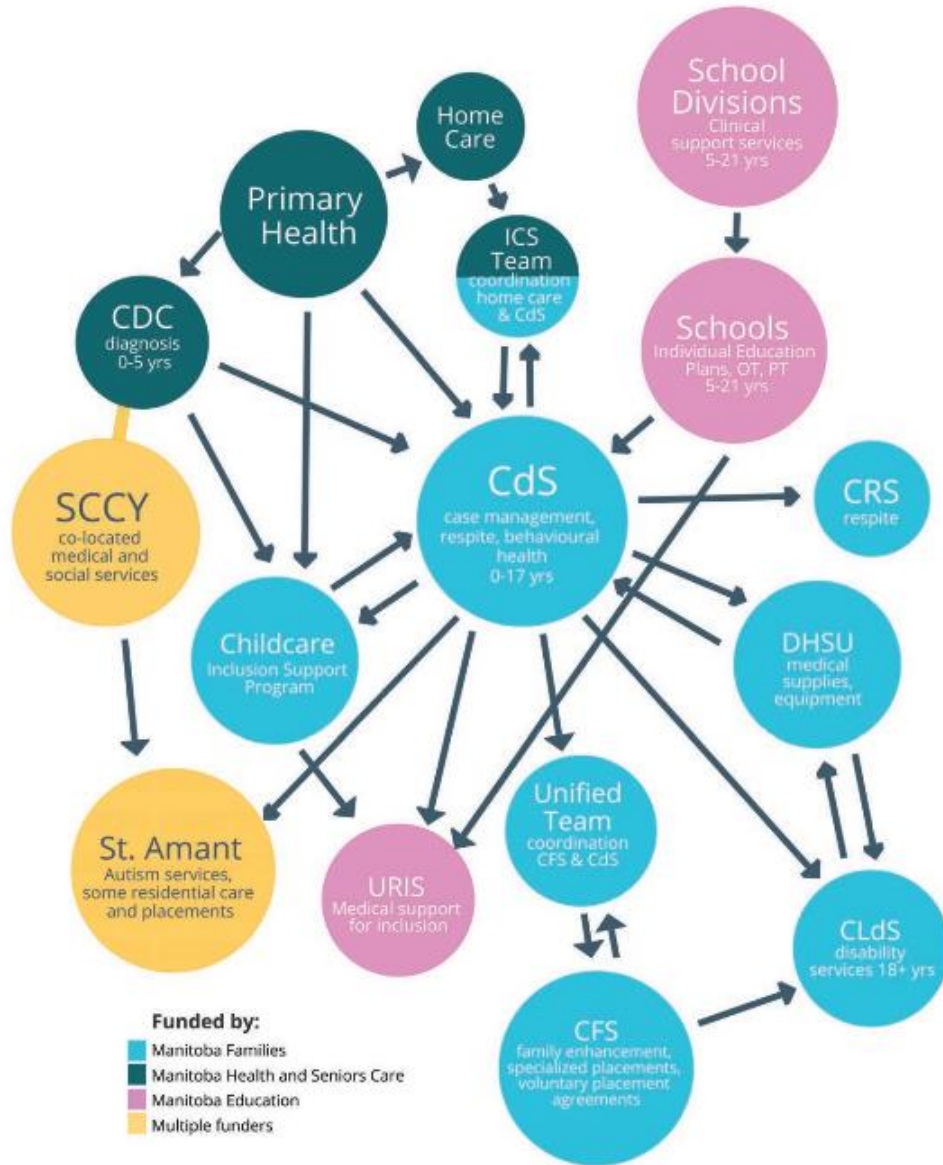 School
Divisions
Clinical
support services
5-21 yrs
Home
Care
Primary
Health
ICS
Team
coordination
home care
& CdS
CDC
diagnosis
0-5 yrs
Schools
Individual Education
Plans, OT, PT
5-21 yrs
SCCY
co-located
medical and
social services
CdS
case management,
respite, behavioural
health
0-17 yrs
CRS
respite
Childcare
Inclusion Support
Program
DHSU
medical
supplies,
equipment
St. Amant
Autism services,
some residential care
and placements
URIS
Medical support
for inclusion
Unified
Team
coordination
CFS & CdS
CLdS
disability
services 18+ yrs
CFS
family enhancement,
specialized placements,
voluntary placement
agreements
Funded by:
Manitoba Families
Manitoba Health and Seniors Care
Manitoba Education
Multiple funders